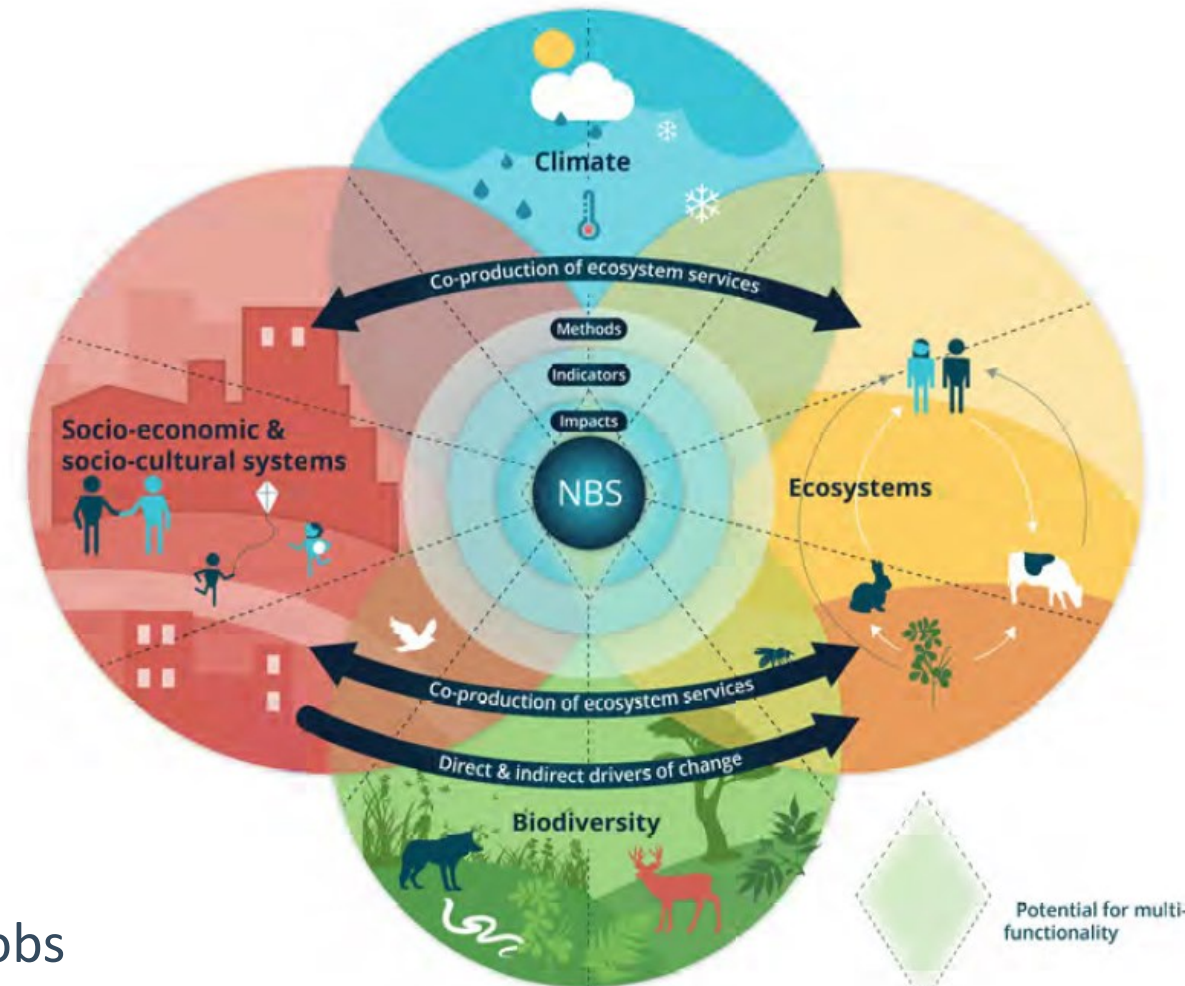 Climate
Co-production of ecosystem services
Methods
Indicators
Impacts
NBS
Socio-economic &
socio-cultural systems
Ecosystems
Co-production of ecosystem services
Direct & indirect drivers of change
Biodiversity
Potential for multi-
functionality
obs